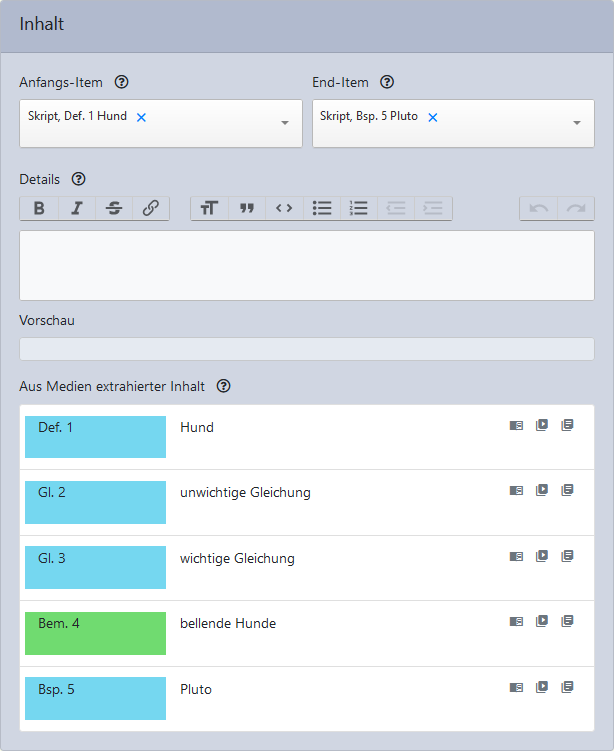 Inhalt
Anfangs-Item
End-Item
Skript, Def. 1 Hund
Skript, Bsp. 5 Pluto
Details
Vorschau
Aus Medien extrahierter Inhalt
Def. 1 Hund
Gl. 2 unwichtige Gleichung
Gl. 3 wichtige Gleichung
Bem. 4 bellende Hunde
Bsp. 5 Pluto